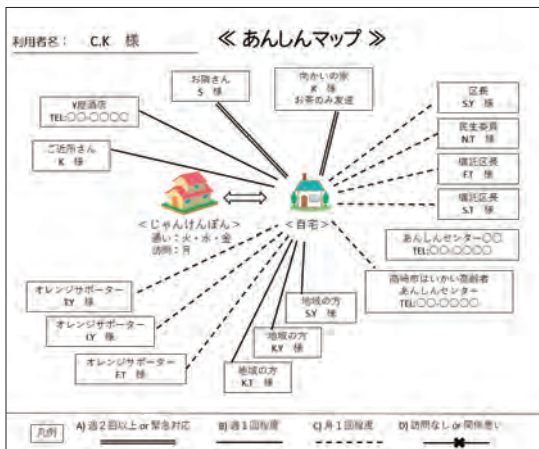 利用者名： C.K 様
≪ あんしんマップ ≫
お隣さん
S 様
向かいの家
K 様
お茶のみ友達
区長
S.Y 様
Y屋酒店
TEL:〇〇-〇〇〇〇
民生委員
N.T 様
ご近所さん
K 様
嘱託区長
F.T 様
嘱託区長
S.T 様
＜じゃんけんぽん＞
通い：火・水・金
訪問：月
＜自宅＞
あんしんセンター〇〇
TEL:〇〇-〇〇〇〇
高崎市はいかい高齢者
あんしんセンター
TEL:〇〇-〇〇〇〇
オレンジサポーター
T.Y 様
地域の方
S.Y 様
オレンジサポーター
I.Y 様
地域の方
K.Y 様
オレンジサポーター
F.T 様
地域の方
K.T 様
凡例
A) 週２回以上 or 緊急対応
B) 週１回程度
C) 月１回程度
D) 訪問なし or 関係悪い